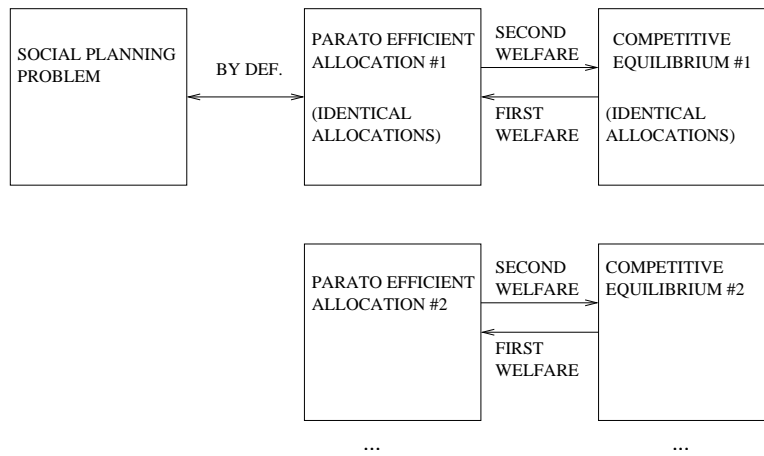 SOCIAL PLANNING
PROBLEM
BY DEF.
PARATO EFFICIENT
ALLOCATION #1
(IDENTICAL
ALLOCATIONS)
SECOND
WELFARE
FIRST
WELFARE
COMPETITIVE
EQUILIBRIUM #1
(IDENTICAL
ALLOCATIONS)
PARATO EFFICIENT
ALLOCATION #2
SECOND
WELFARE
FIRST
WELFARE
COMPETITIVE
EQUILIBRIUM #2
...
...